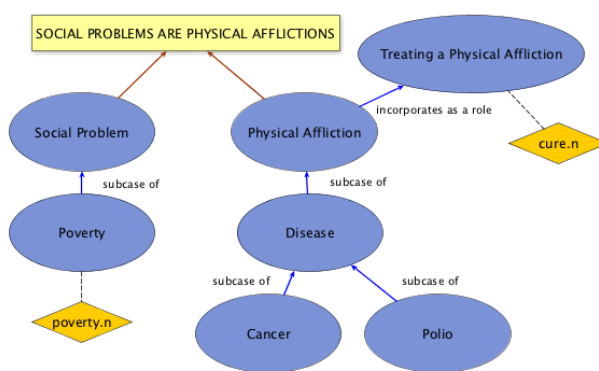 SOCIAL PROBLEMS ARE PHYSICAL AFFLICTIONS
Treating a Physical Affliction
incorporates as a role
Social Problem
Physical Affliction
cure.n
subcase of
subcase of
Poverty
Disease
subcase of
subcase of
poverty.n
Cancer
Polio